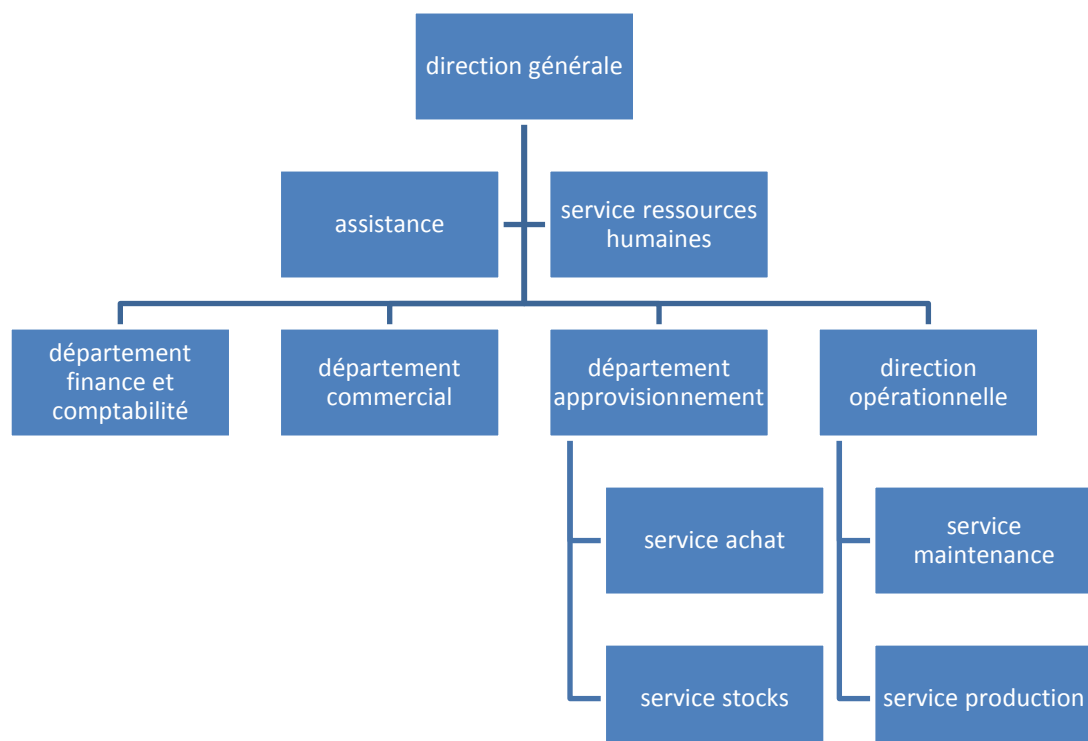 direction générale
assistance
service ressources
humaines
département
finance et
comptabilité
département
commercial
département
approvisionnement
direction
opérationnelle
service achat
service
maintenance
service stocks
service production